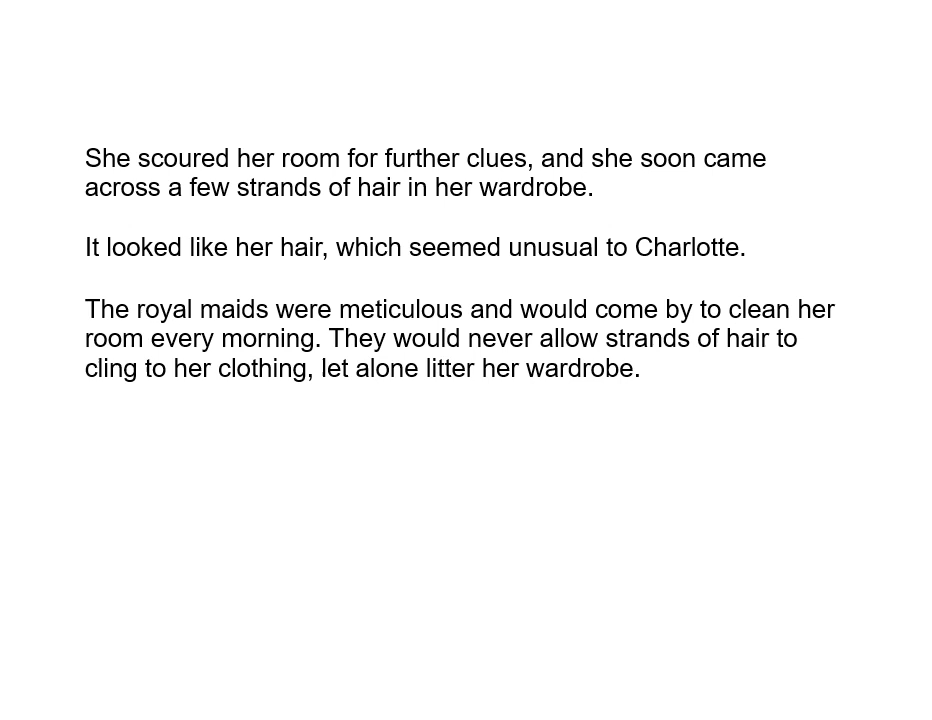 She scoured her room for further clues, and she soon came
across a few strands of hair in her wardrobe.
It looked like her hair, which seemed unusual to Charlotte.
The royal maids were meticulous and would come by to clean her
room every morning. They would never allow strands of hair to
cling to her clothing, let alone litter her wardrobe.